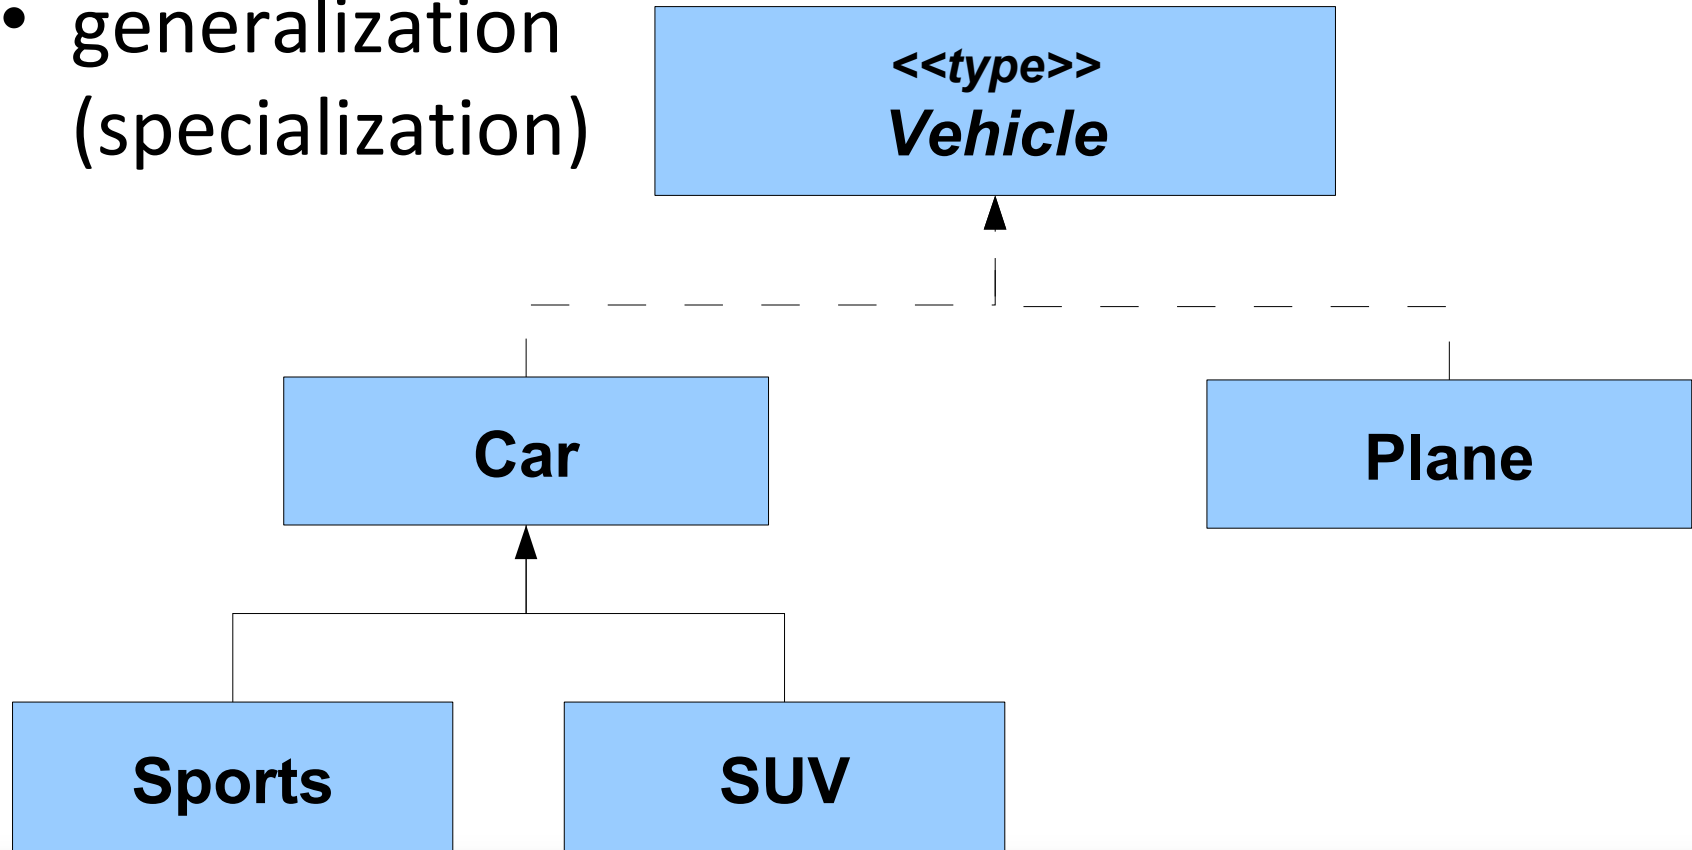 • generalization
(specialization)
<<type>>
Vehicle
Car
Plane
Sports
SUV